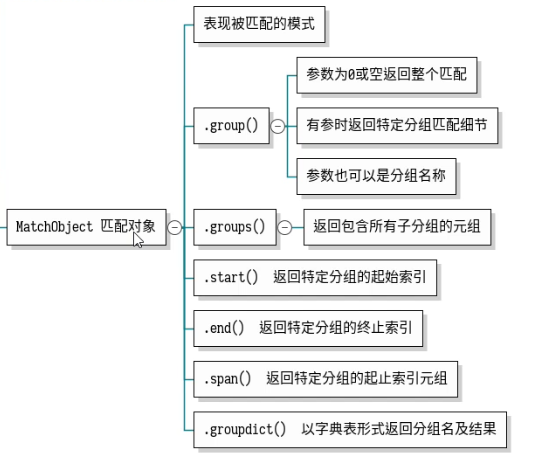 表现被匹配的模式
参数为0或空返回整个匹配
.group()
有参时返回特定分组匹配细节
参数也可以是分组名称
MatchObject 匹配对象
.groups()
返回包含所有子分组的元组
.start() 返回特定分组的起始索引
.end() 返回特定分组的终止索引
.span() 返回特定分组的起止索引元组
.groupdict() 以字典表形式返回分组名及结果